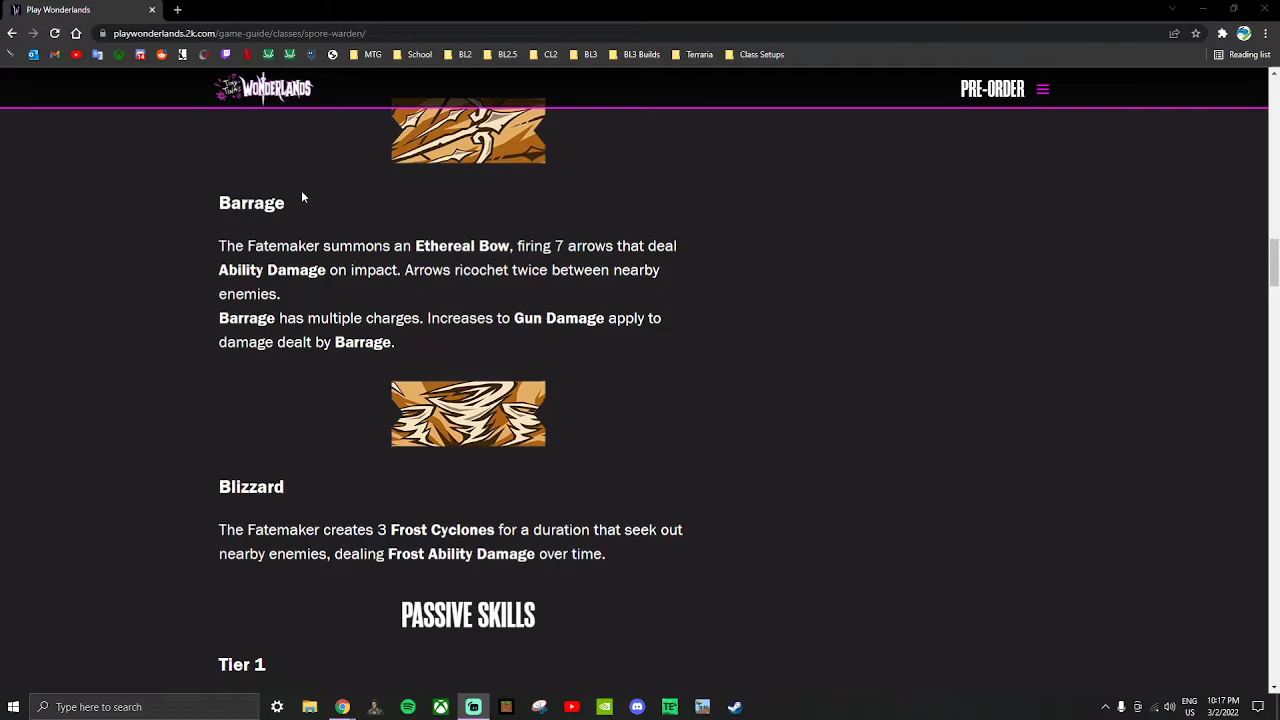 Play Wonderlands
playwonderlands.2k.com/game-guide/classes/spore-warden/
MTG School BL2 BL2.5 CL2 BL3 BL3 Builds Terraria Class Setups Reading list
Tiny Tina's WONDERLANDS PRE-ORDER
Barrage
The Fatemaker summons an Ethereal Bow, firing 7 arrows that deal
Ability Damage on impact. Arrows ricochet twice between nearby
enemies.
Barrage has multiple charges. Increases to Gun Damage apply to
damage dealt by Barrage.
Blizzard
The Fatemaker creates 3 Frost Cyclones for a duration that seek out
nearby enemies, dealing Frost Ability Damage over time.
PASSIVE SKILLS
Tier 1
Type here to search
ENG
US
10:17 PM
3/2/2022